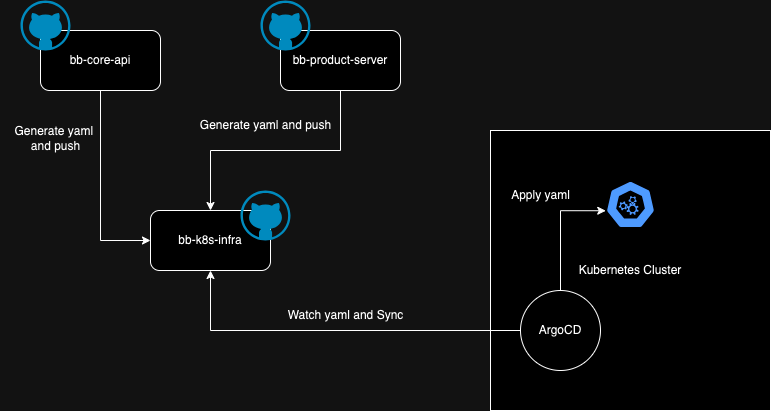 bb-core-api
bb-product-server
Generate yaml
and push
Generate yaml and push
bb-k8s-infra
Apply yaml
Kubernetes Cluster
Watch yaml and Sync
ArgoCD